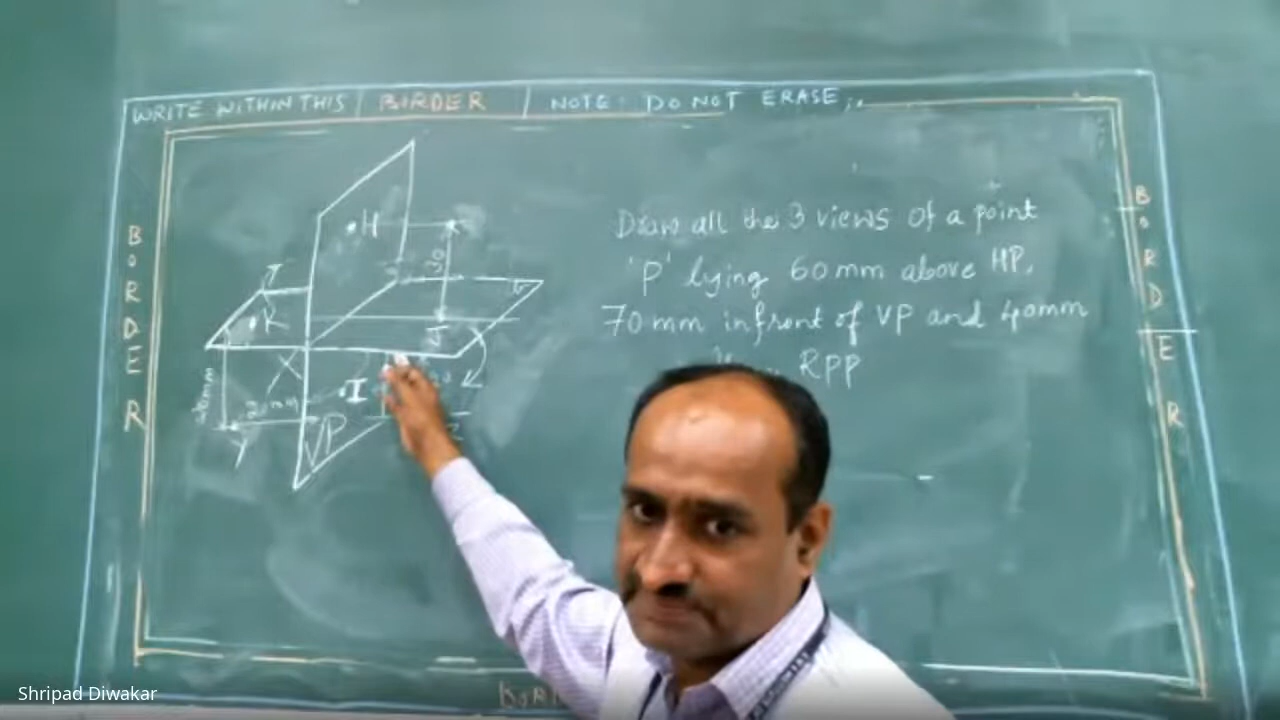 WRITE WITHIN THIS BORDER NOTE: DO NOT ERASE
BORDER
H
30
K
J
X
I
20mm
Y
VP
Draw all the 3 views of a point
'P' lying 60mm above HP,
70mm infront of VP and 40mm
RPP
BORDER
Shripad Diwakar